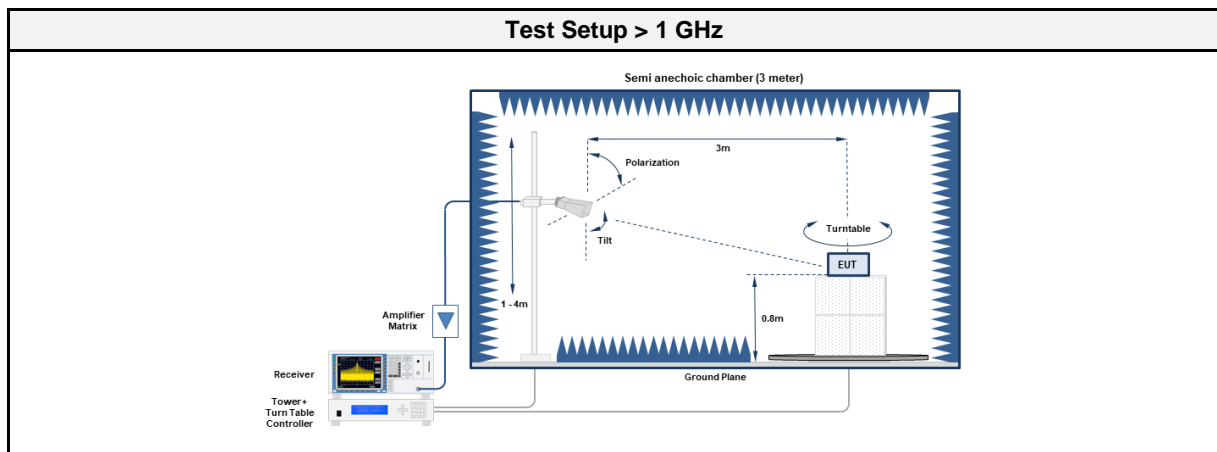 Test Setup > 1 GHz
Semi anechoic chamber (3 meter)
3m
Polarization
Tilt
Turntable
EUT
1 - 4m
0.8m
Amplifier
Matrix
Ground Plane
Receiver
Tower+
Turn Table
Controller